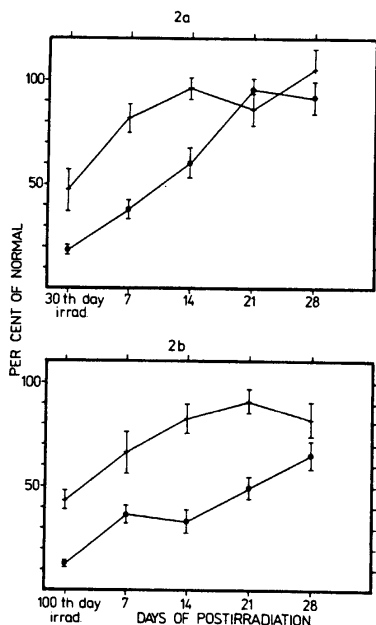 2a
100
50
PER CENT OF NORMAL
30 th day 7 14 21 28
irrad.
2b
100
50
100 th day 7 14 21 28
irrad. DAYS OF POSTIRRADIATION